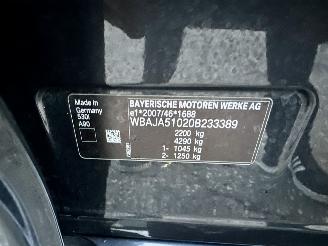 Made in
Germany
530i
A90
BAYERISCHE MOTOREN WERKE AG
e1*2007/46*1688
WBAJA51020B233389
2200 kg
4290 kg
1- 1045 kg
2- 1250 kg